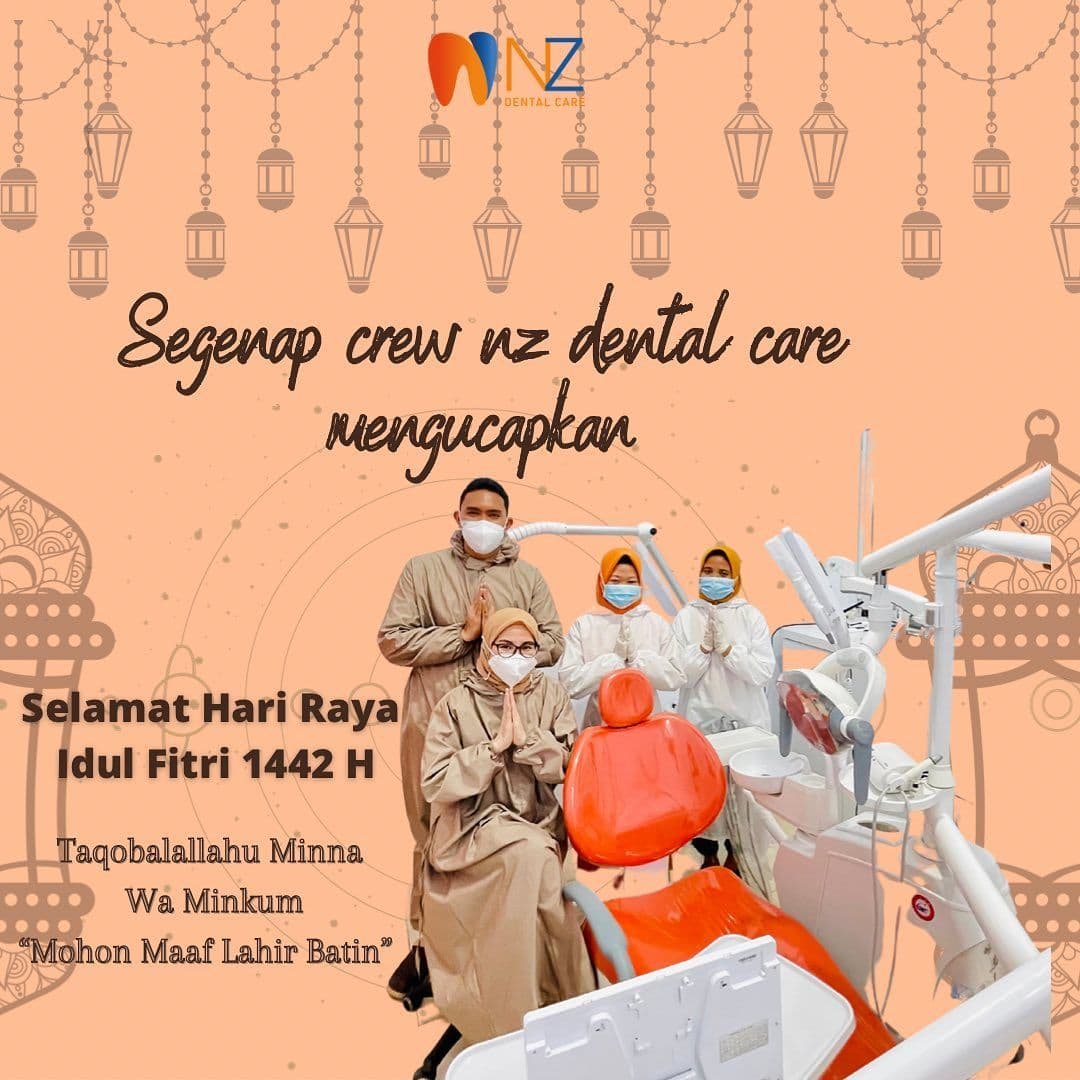 NZ
DENTAL CARE
Segenap crew nz dental care
mengucapkan
Selamat Hari Raya
Idul Fitri 1442 H
Taqobalallahu Minna
Wa Minkum
“Mohon Maaf Lahir Batin”